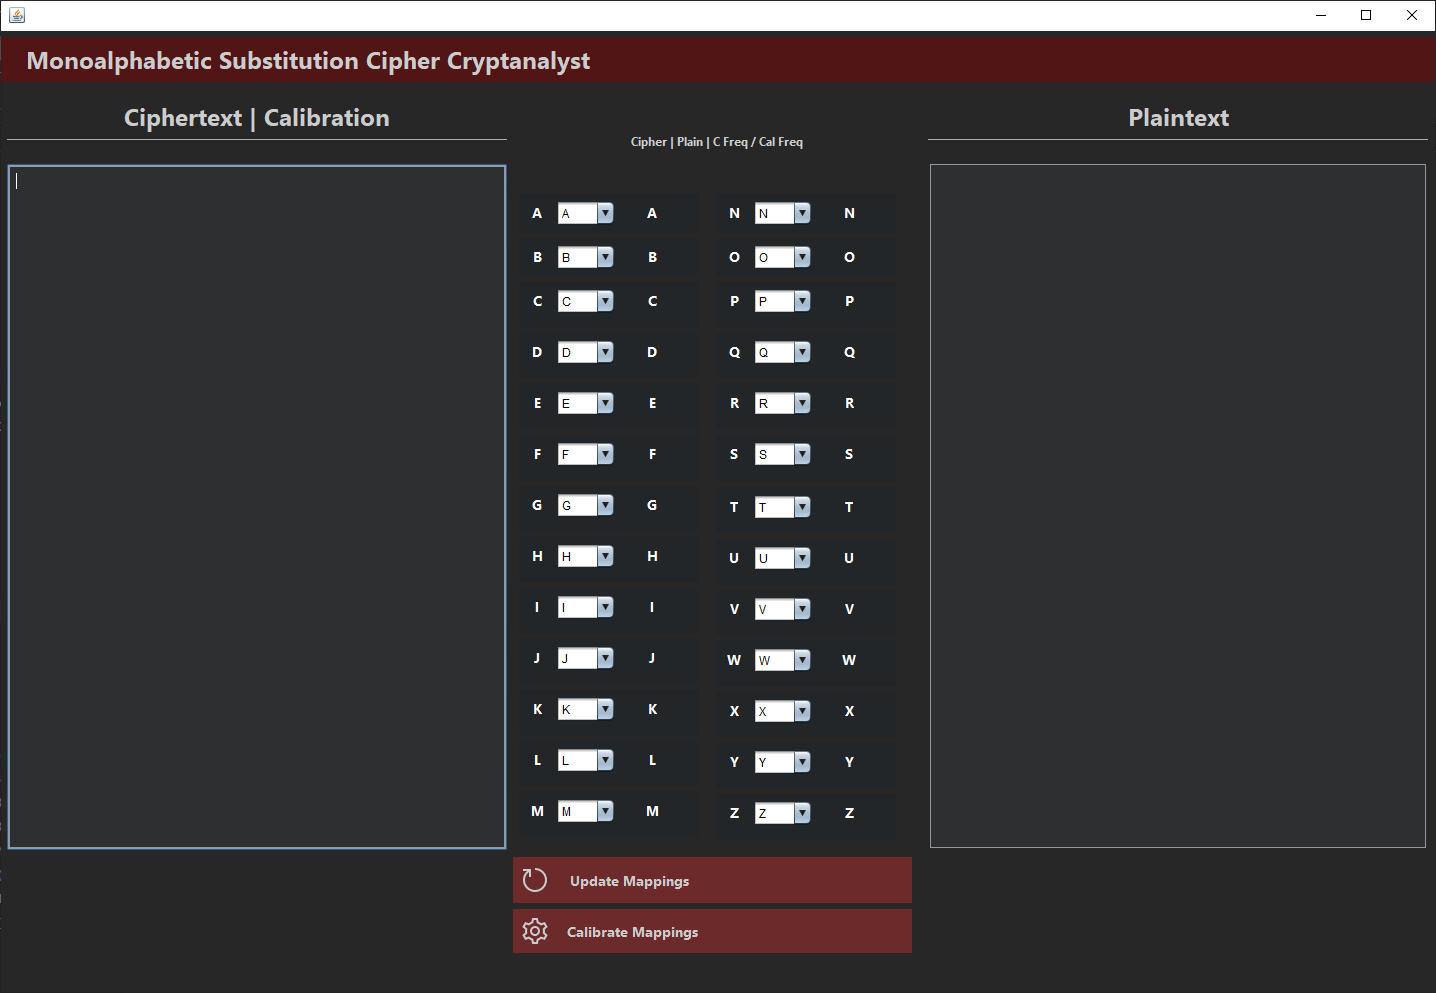 Monoalphabetic Substitution Cipher Cryptanalyst
Ciphertext | Calibration
Cipher | Plain | C Freq / Cal Freq
Plaintext
A A A N N N
B B B O O O
C C C P P P
D D D Q Q Q
E E E R R R
F F F S S S
G G G T T T
H H H U U U
I I I V V V
J J J W W W
K K K X X X
L L L Y Y Y
M M M Z Z Z
Update Mappings
Calibrate Mappings